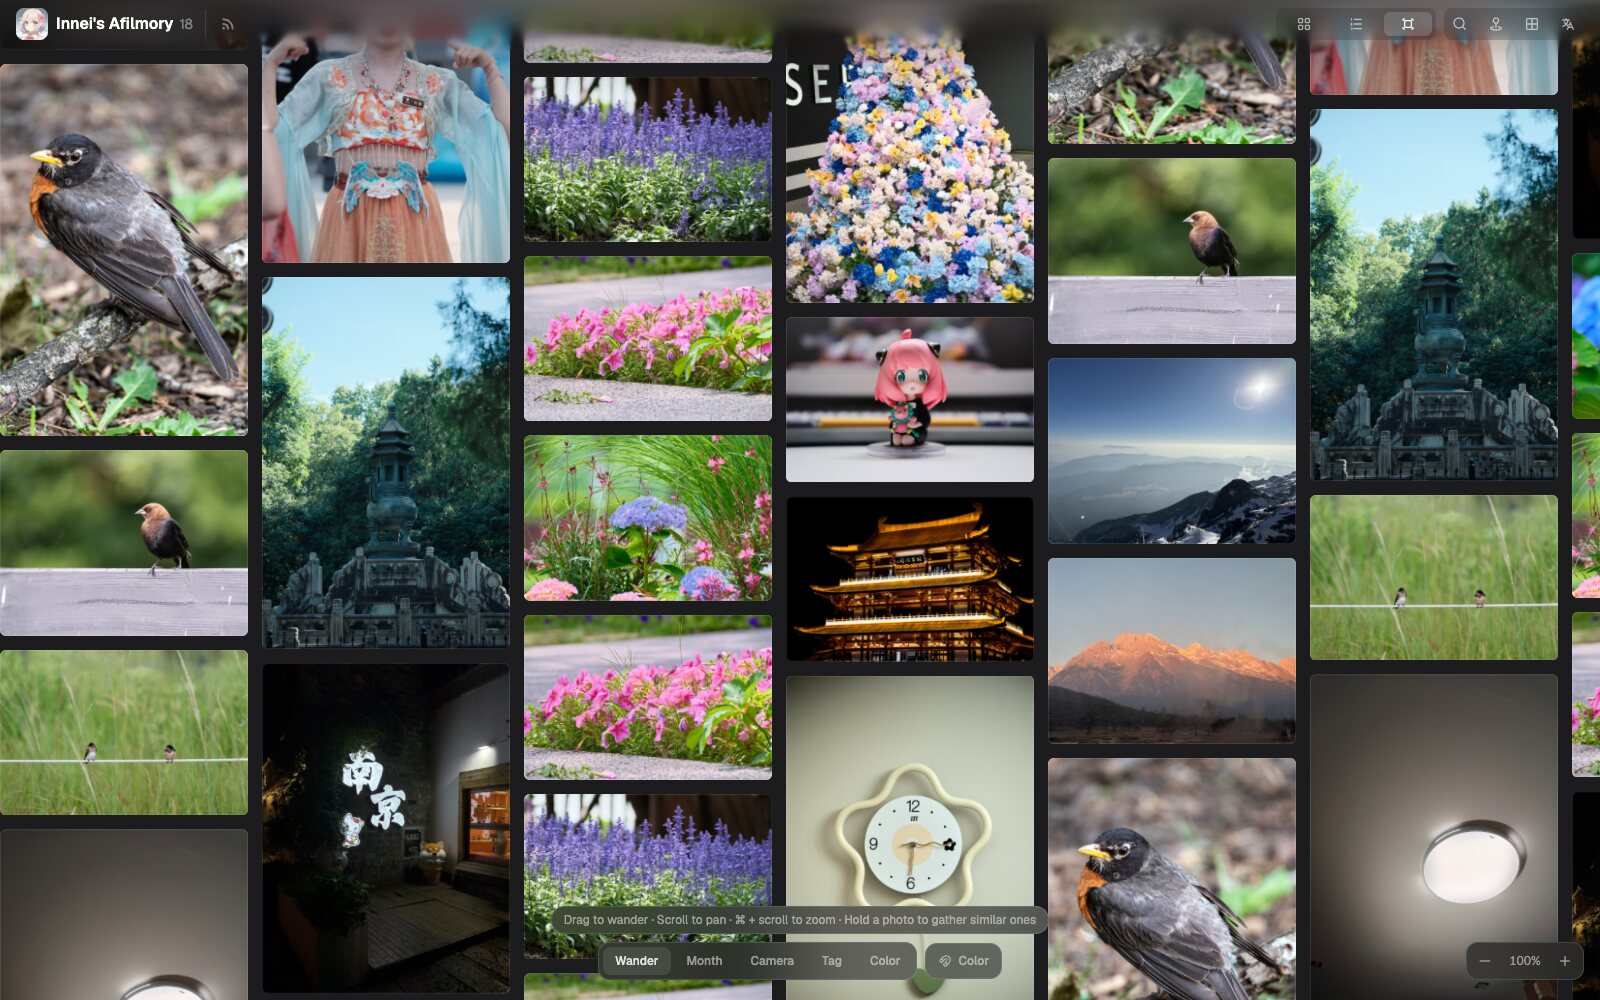 Innei's Afilmory 18
SE
南
京
12
9
6
Drag to wander · Scroll to pan · ⌘ + scroll to zoom · Hold a photo to gather similar ones
Wander Month Camera Tag Color Color
100%